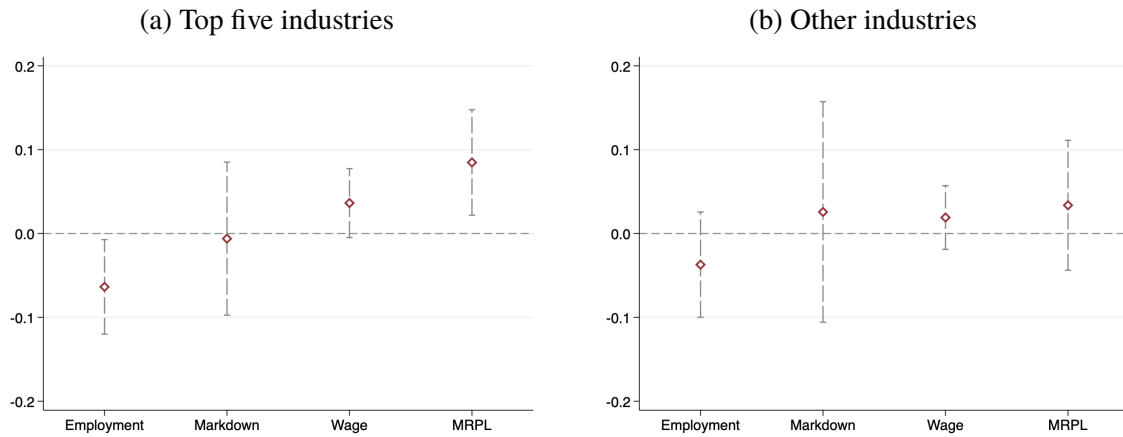 (a) Top five industries
0.2
0.1
0.0
-0.1
-0.2
Employment Markdown Wage MRPL
(b) Other industries
0.2
0.1
0.0
-0.1
-0.2
Employment Markdown Wage MRPL